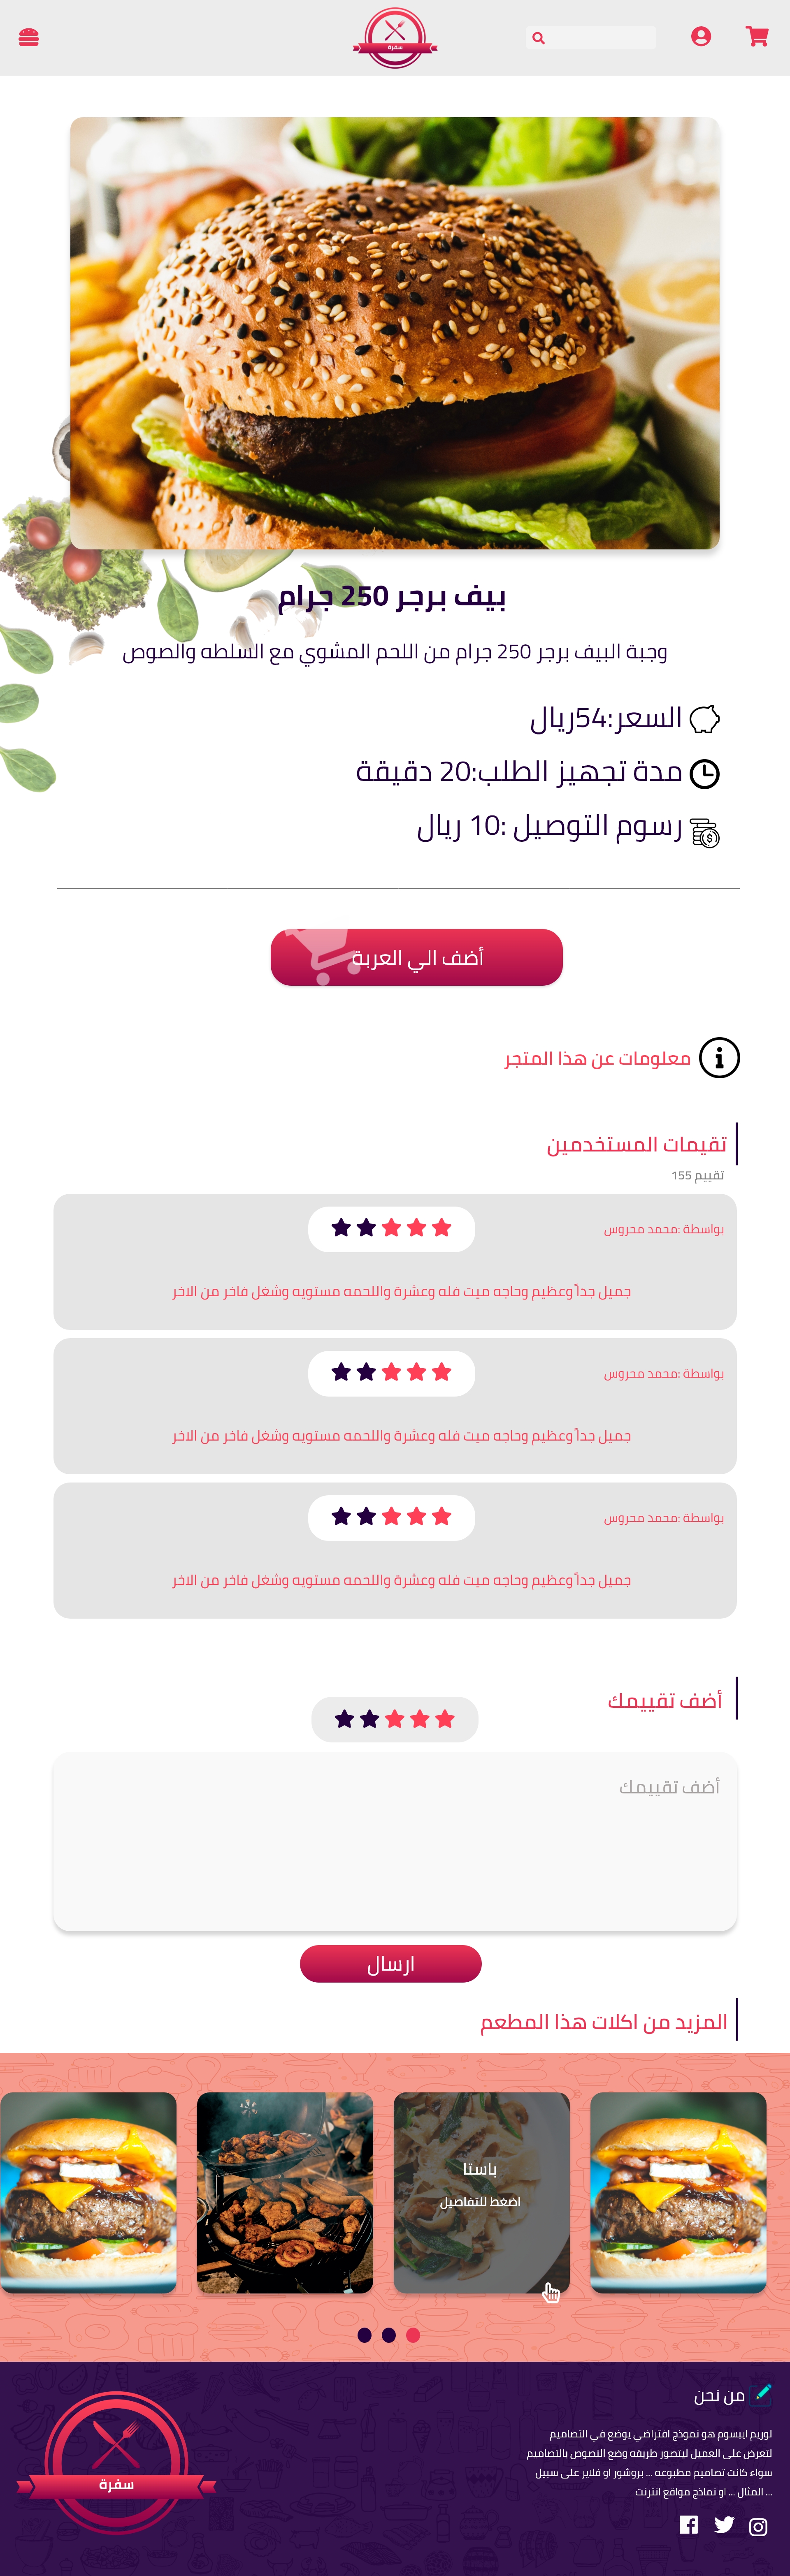 سفرة
بيف برجر 250 جرام
وجبة البيف برجر 250 جرام من اللحم المشوي مع السلطه والصوص
السعر:54ريال
مدة تجهيز الطلب:20 دقيقة
رسوم التوصيل :10 ريال
أضف الي العربة
معلومات عن هذا المتجر
تقيمات المستخدمين
تقييم 155
بواسطة :محمد محروس
جميل جداً وعظيم وحاجه ميت فله وعشرة واللحمه مستويه وشغل فاخر من الاخر
بواسطة :محمد محروس
جميل جداً وعظيم وحاجه ميت فله وعشرة واللحمه مستويه وشغل فاخر من الاخر
بواسطة :محمد محروس
جميل جداً وعظيم وحاجه ميت فله وعشرة واللحمه مستويه وشغل فاخر من الاخر
أضف تقييمك
أضف تقييمك
ارسال
المزيد من اكلات هذا المطعم
باستا
اضغط للتفاصيل
من نحن
لوريم ايبسوم هو نموذج افتراضي يوضع في التصاميم
لتعرض على العميل ليتصور طريقه وضع النصوص بالتصاميم
سواء كانت تصاميم مطبوعه ... بروشور او فلاير على سبيل
... المثال ... او نماذج مواقع انترنت
سفرة